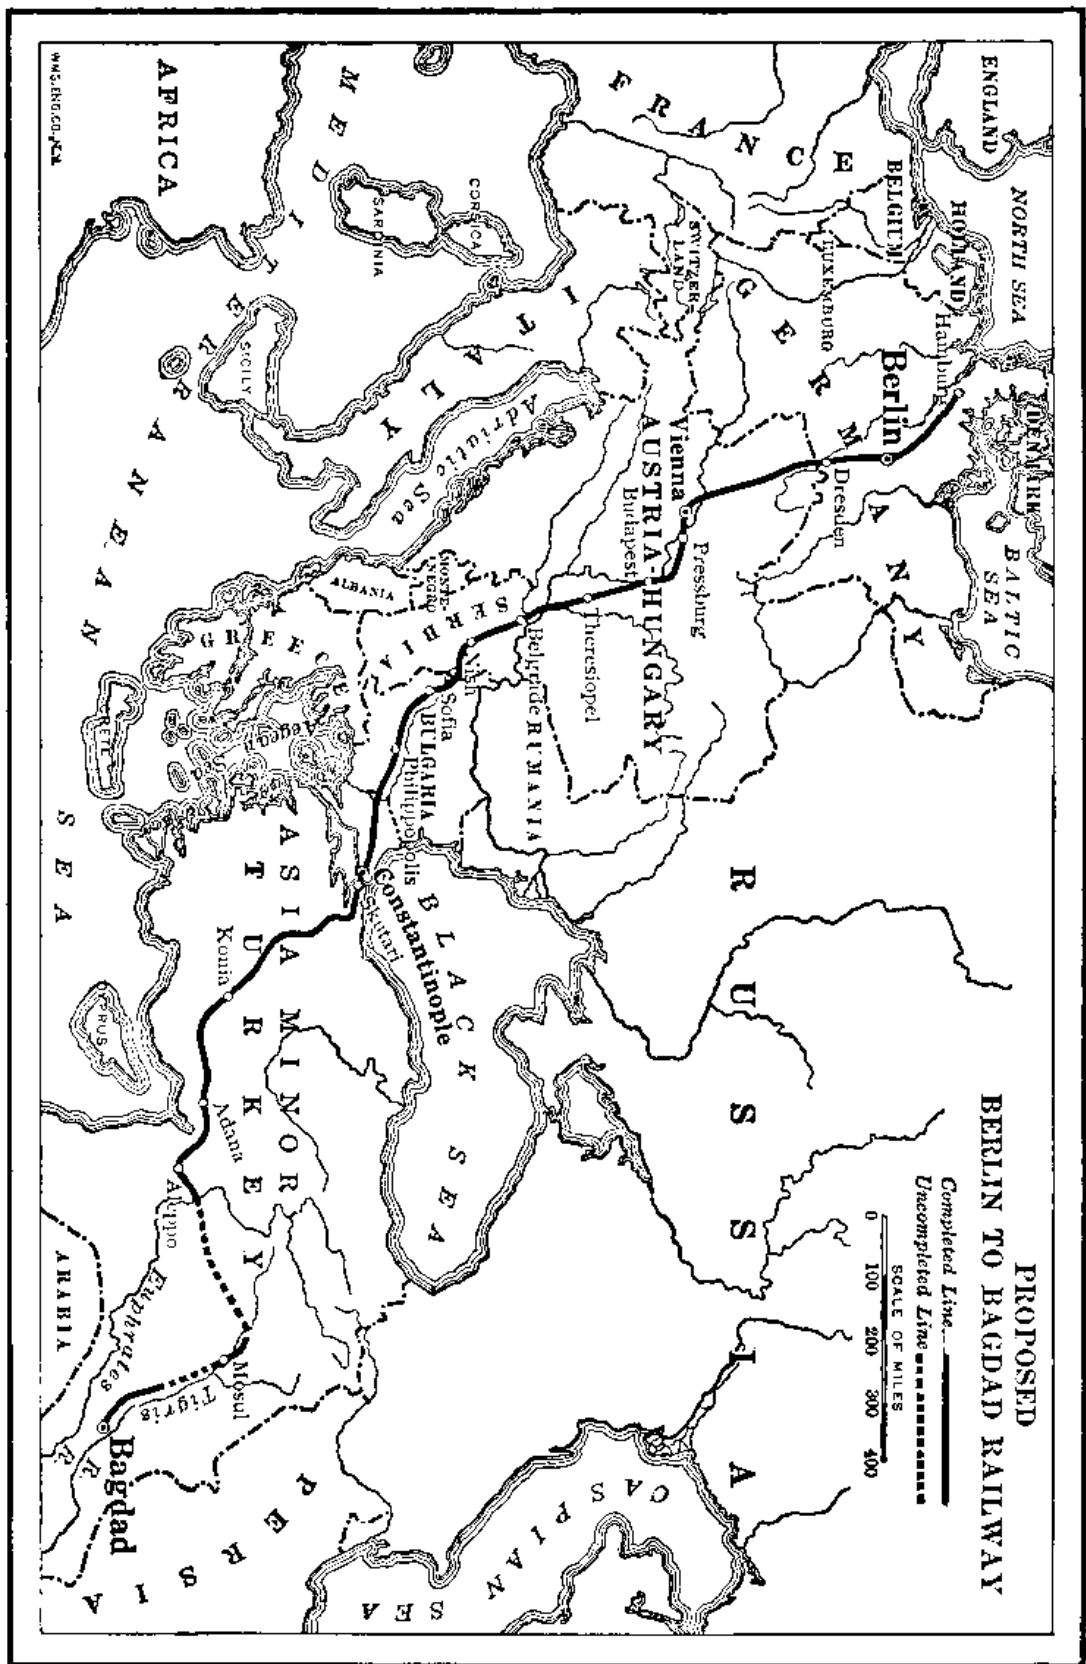 PROPOSED
BERLIN TO BAGDAD RAILWAY
Completed Line
Uncompleted Line
0 100 200 300 400
SCALE OF MILES
ENGLAND
NORTH SEA
DENMARK
BALTIC
SEA
HOLLAND
Hamburg
BELGIUM
LUXEMBURG
Berlin
Dresden
FRANCE
GERMANY
SWITZER-
LAND
Vienna
Pressburg
AUSTRIA-HUNGARY
Budapest
Theresiopel
RUSSIA
ITALY
Adriatic
Sea
CORSICA
SARDINIA
SICILY
MONTE-
NEGRO
ALBANIA
SERBIA
Belgrade
RUMANIA
Nish
Sofia
BULGARIA
Philippopolis
GREECE
Aegean
CRETE
Constantinople
Skutari
BLACK SEA
CASPIAN
SEA
ASIA MINOR
TURKEY
Konia
Adana
Aleppo
CYPRUS
Mosul
Euphrates
R
Tigris
R
Bagdad
ARABIA
PERSIA
AFRICA
MEDITERRANEAN SEA